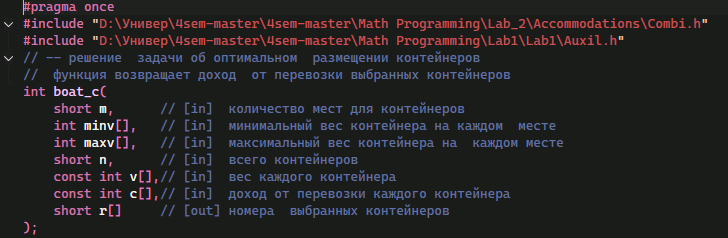 #pragma once
#include "D:\Универ\4sem-master\4sem-master\Math Programming\Lab_2\Accommodations\Combi.h"
#include "D:\Универ\4sem-master\4sem-master\Math Programming\Lab1\Lab1\Auxil.h"
// -- решение  задачи об оптимальном  размещении контейнеров
//  функция возвращает доход  от перевозки выбранных контейнеров
int boat_c(
    short m,      // [in]  количество мест для контейнеров
    int minv[],   // [in]  минимальный вес контейнера на каждом  месте
    int maxv[],   // [in]  максимальный вес контейнера на  каждом месте
    short n,      // [in]  всего контейнеров
    const int v[],// [in]  вес каждого контейнера
    const int c[],// [in]  доход от перевозки каждого контейнера
    short r[]     // [out] номера  выбранных контейнеров
);